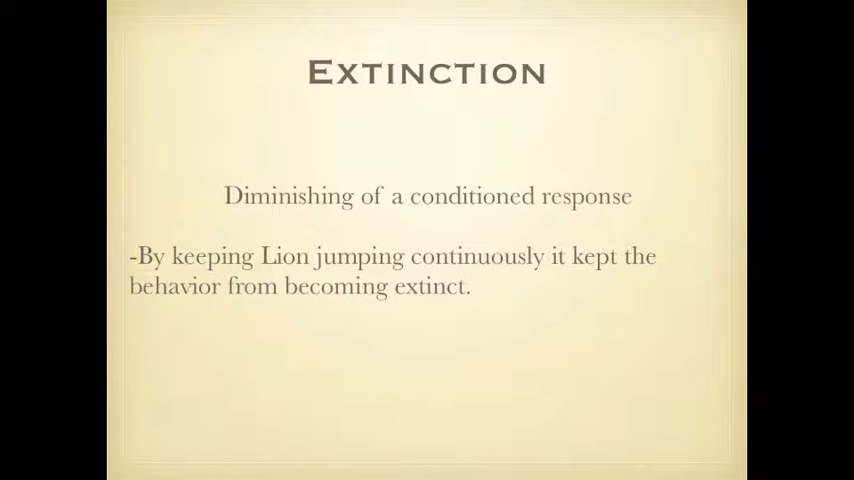 Extinction
Diminishing of a conditioned response
-By keeping Lion jumping continuously it kept the
behavior from becoming extinct.